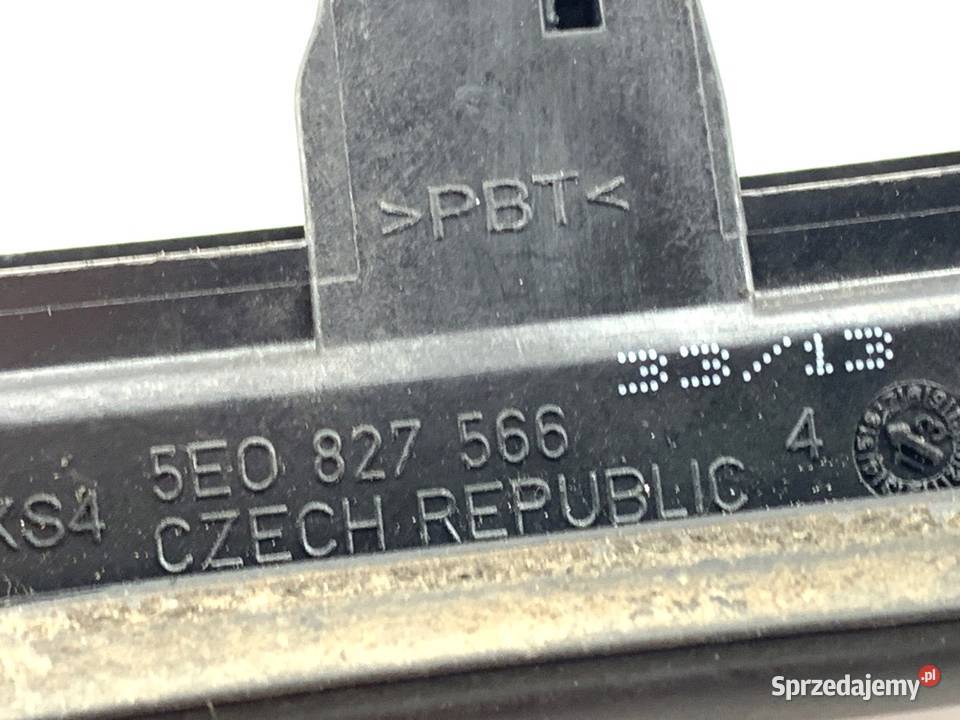 >PBT<
33/13
5E0 827 566 4
KS4
CZECH REPUBLIC
Sprzedajemy.pl